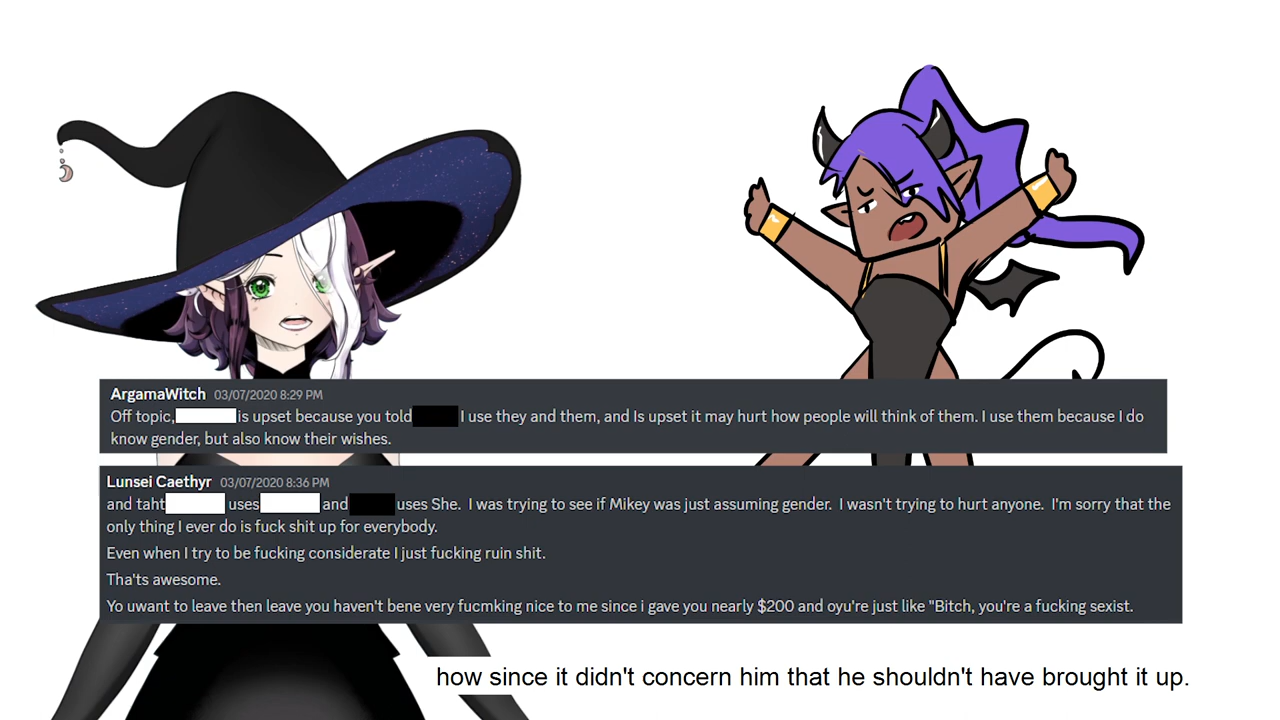 ArgamaWitch 03/07/2020 8:29 PM
Off topic, is upset because you told I use they and them, and Is upset it may hurt how people will think of them. I use them because I do
know gender, but also know their wishes.
Lunsei Caethyr 03/07/2020 8:36 PM
and taht uses and uses She. I was trying to see if Mikey was just assuming gender. I wasn't trying to hurt anyone. I'm sorry that the
only thing I ever do is fuck shit up for everybody.
Even when I try to be fucking considerate I just fucking ruin shit.
Tha'ts awesome.
Yo uwant to leave then leave you haven't bene very fucmking nice to me since i gave you nearly $200 and oyu're just like "Bitch, you're a fucking sexist.
how since it didn't concern him that he shouldn't have brought it up.